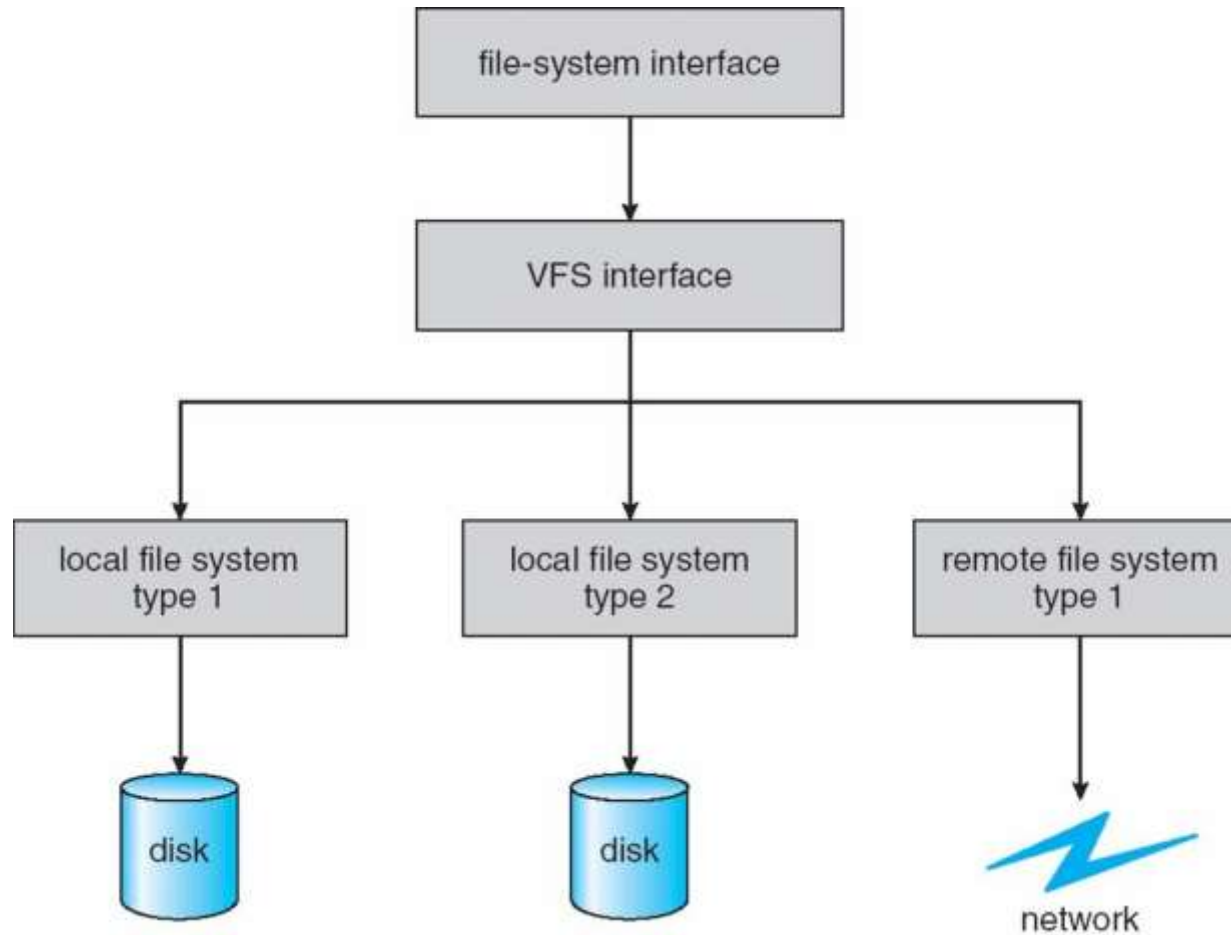 file-system interface
VFS interface
local file system
type 1
local file system
type 2
remote file system
type 1
disk
disk
network